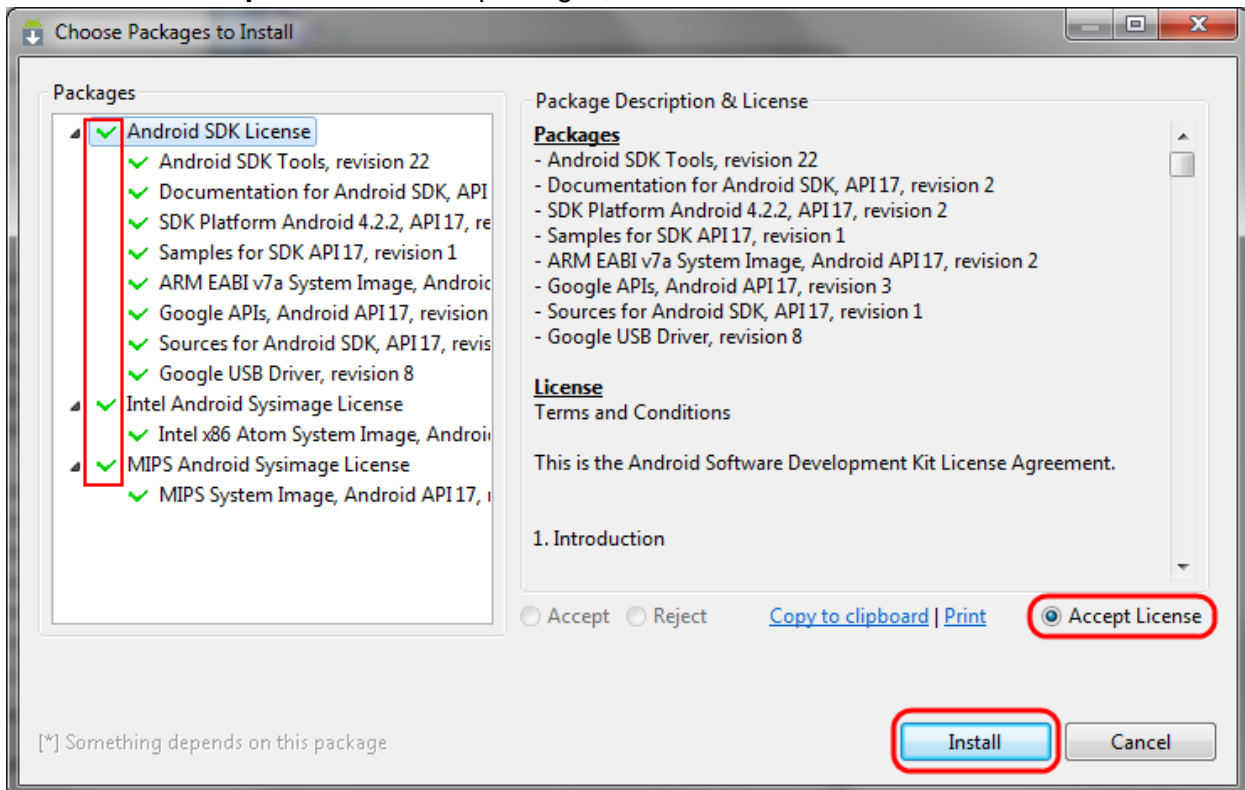 Choose Packages to Install
Packages
Android SDK License
Android SDK Tools, revision 22
Documentation for Android SDK, API
SDK Platform Android 4.2.2, API 17, re
Samples for SDK API 17, revision 1
ARM EABI v7a System Image,
Google APIs, Android API 17, revision
Sources for Android SDK, API 17, revis
Google USB Driver, revision 8
Intel Android Sysimage License
Intel x86 Atom System Image,
MIPS Android Sysimage License
MIPS System Image, Android API 17,
Package Description & License
Packages
- Android SDK Tools, revision 22
- Documentation for Android SDK, API 17, revision 2
- SDK Platform Android 4.2.2, API 17, revision 2
- Samples for SDK API 17, revision 1
- ARM EABI v7a System Image, Android API 17, revision 2
- Google APIs, Android API 17, revision 3
- Sources for Android SDK, API 17, revision 1
- Google USB Driver, revision 8
License
Terms and Conditions
This is the Android Software Development Kit License Agreement.
1. Introduction
Accept Reject Copy to clipboard | Print Accept License
[*] Something depends on this package
Install Cancel